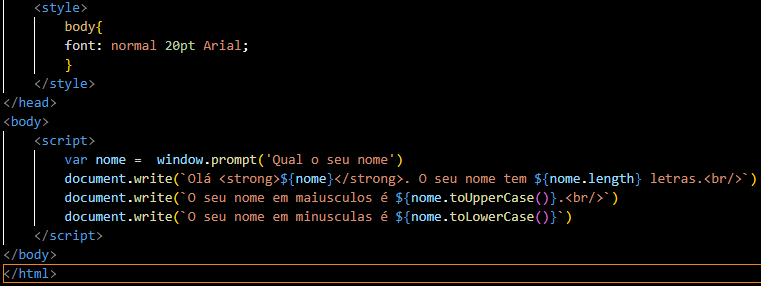 <style>
body{
font: normal 20pt Arial;
}
</style>
</head>
<body>
<script>
var nome =  window.prompt('Qual o seu nome')
document.write(`Olá <strong>${nome}</strong>. O seu nome tem ${nome.length} letras.<br/>`)
document.write(`O seu nome em maiusculos é ${nome.toUpperCase()}.<br/>`)
document.write(`O seu nome em minusculas é ${nome.toLowerCase()}`)
</script>
</body>
</html>